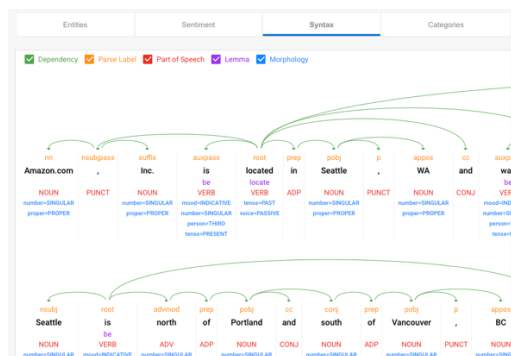 Entities Sentiment Syntax Categories
Dependency Parse Label Part of Speech Lemma Morphology
nn nsubjpass suffix auxpass root prep pobj p appos cc
Amazon.com , Inc. is located in Seattle , WA and
be locate
NOUN PUNCT NOUN VERB VERB ADP NOUN PUNCT NOUN CONJ
number=SINGULAR number=SINGULAR mood=INDICATIVE tense=PAST number=SINGULAR number=SINGULAR
proper=PROPER proper=PROPER number=SINGULAR voice=PASSIVE proper=PROPER proper=PROPER
person=THIRD
tense=PRESENT
nsubj root advmod prep pobj cc conj prep pobj p appos
Seattle is north of Portland and south of Vancouver , BC
be
NOUN VERB ADV ADP NOUN CONJ NOUN ADP NOUN PUNCT NOUN